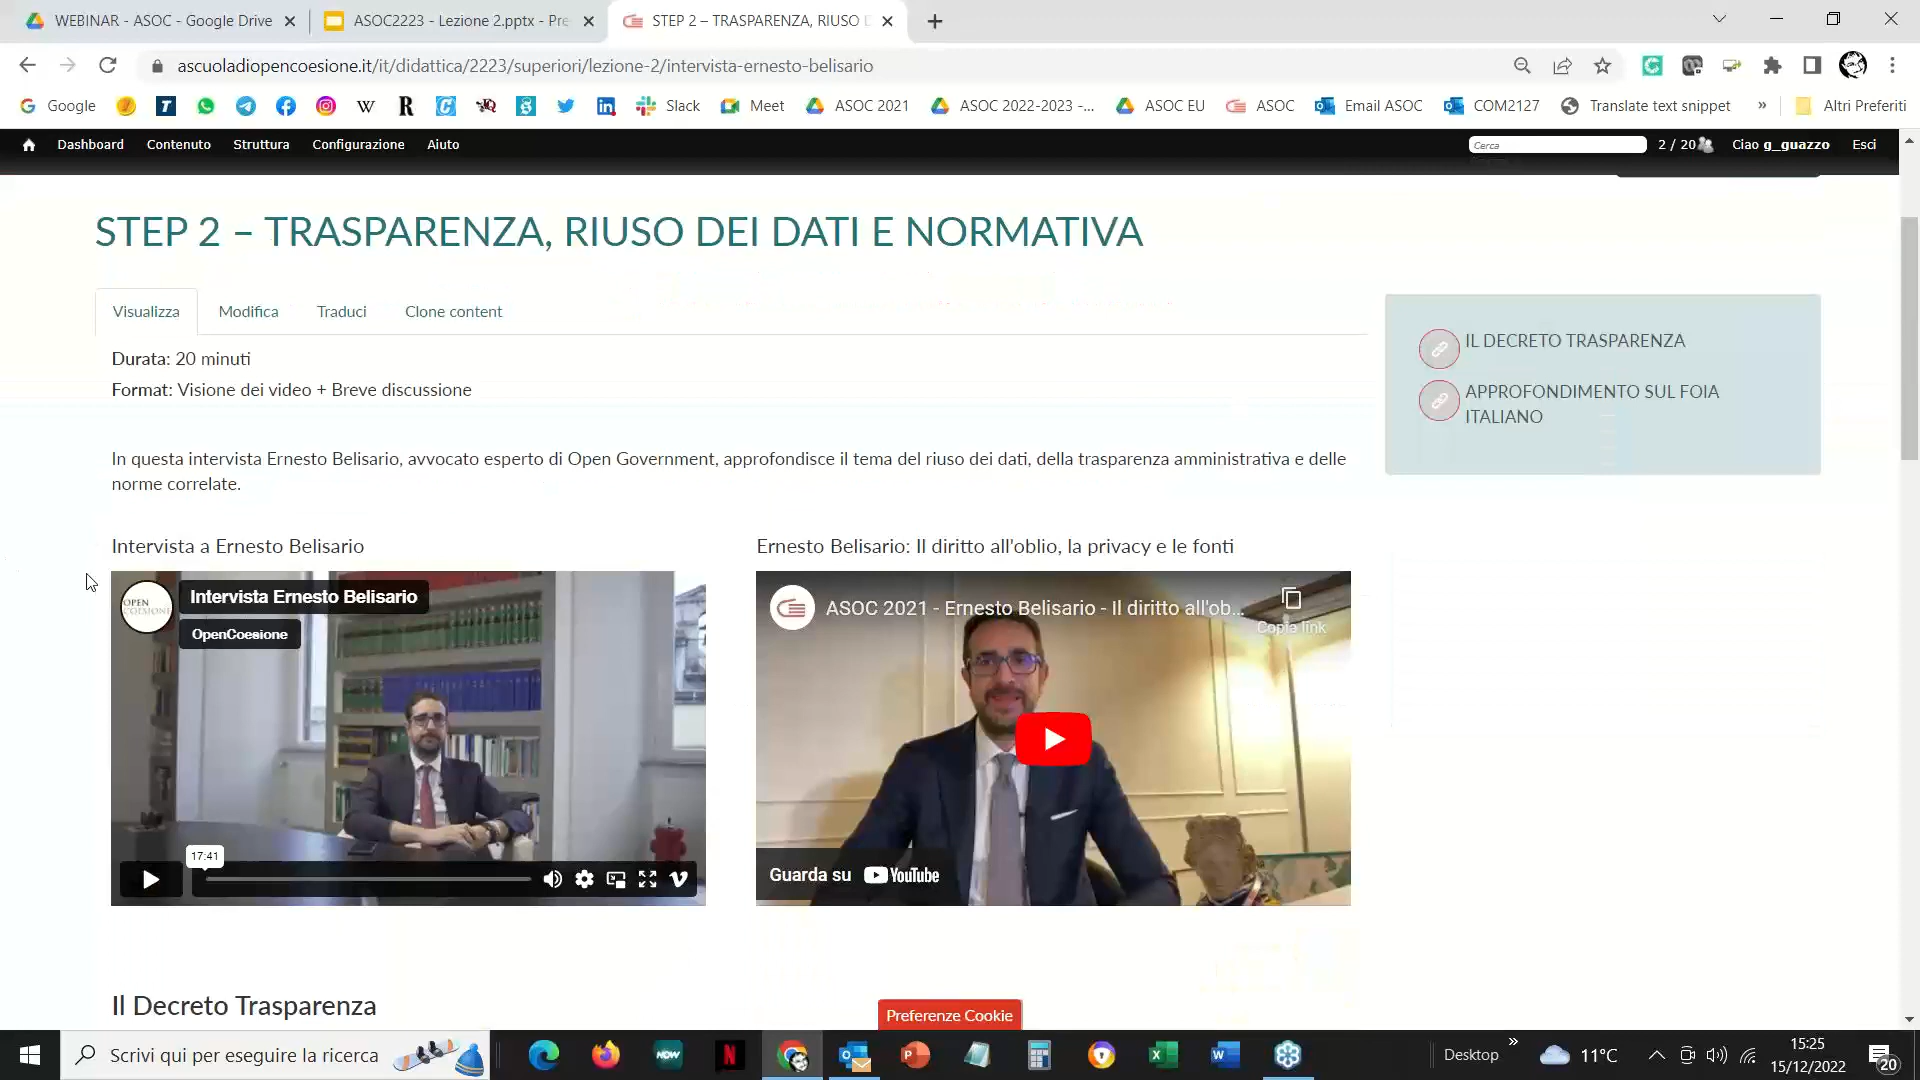 WEBINAR - ASOC - Google Drive
ASOC2223 - Lezione 2.pptx - Pre
STEP 2 – TRASPARENZA, RIUSO D
ascuoladiopencoesione.it/it/didattica/2223/superiori/lezione-2/intervista-ernesto-belisario
Google Slack Meet ASOC 2021 ASOC 2022-2023 -... ASOC EU ASOC Email ASOC COM2127 Translate text snippet » Altri Preferiti
Dashboard Contenuto Struttura Configurazione Aiuto Cerca 2 / 20 Ciao g_guazzo Esci
STEP 2 – TRASPARENZA, RIUSO DEI DATI E NORMATIVA
Visualizza Modifica Traduci Clone content
Durata: 20 minuti
Format: Visione dei video + Breve discussione
IL DECRETO TRASPARENZA
APPROFONDIMENTO SUL FOIA
ITALIANO
In questa intervista Ernesto Belisario, avvocato esperto di Open Government, approfondisce il tema del riuso dei dati, della trasparenza amministrativa e delle
norme correlate.
Intervista a Ernesto Belisario
OPEN
COESIONE
Intervista Ernesto Belisario
OpenCoesione
17:41
Ernesto Belisario: Il diritto all'oblio, la privacy e le fonti
ASOC 2021 - Ernesto Belisario - Il diritto all'ob...
Copia link
Guarda su YouTube
Il Decreto Trasparenza
Preferenze Cookie
Scrivi qui per eseguire la ricerca
NOW
Desktop
»
11°C
15:25
15/12/2022
20